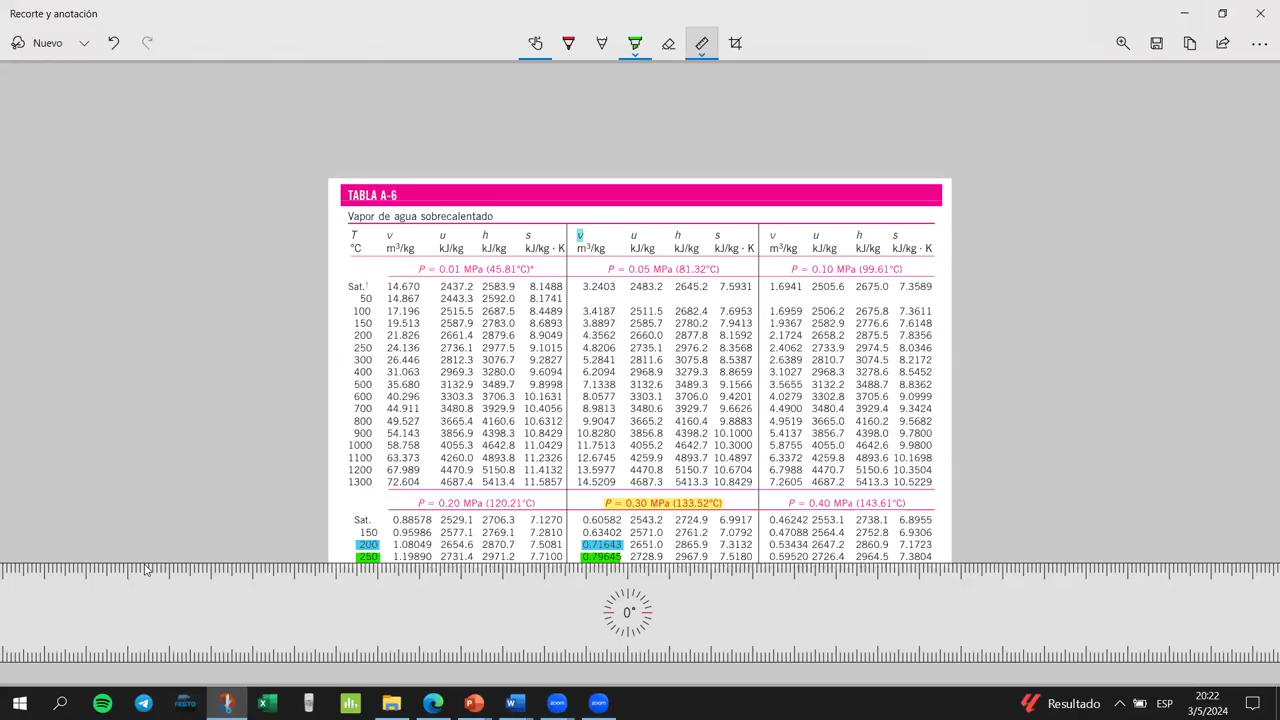 Recorte y anotación
Nuevo
TABLA A-6
Vapor de agua sobrecalentado
T v u h s v u h s v u h s
°C m³/kg kJ/kg kJ/kg kJ/kg · K m³/kg kJ/kg kJ/kg kJ/kg · K m³/kg kJ/kg kJ/kg kJ/kg · K
P = 0.01 MPa (45.81°C)* P = 0.05 MPa (81.32°C) P = 0.10 MPa (99.61°C)
Sat.† 14.670 2437.2 2583.9 8.1488 3.2403 2483.2 2645.2 7.5931 1.6941 2505.6 2675.0 7.3589
50 14.867 2443.3 2592.0 8.1741
100 17.196 2515.5 2687.5 8.4489 3.4187 2511.5 2682.4 7.6953 1.6959 2506.2 2675.8 7.3611
150 19.513 2587.9 2783.0 8.6893 3.8897 2585.7 2780.2 7.9413 1.9367 2582.9 2776.6 7.6148
200 21.826 2661.4 2879.6 8.9049 4.3562 2660.0 2877.8 8.1592 2.1724 2658.2 2875.5 7.8356
250 24.136 2736.1 2977.5 9.1015 4.8206 2735.1 2976.2 8.3568 2.4062 2733.9 2974.5 8.0346
300 26.446 2812.3 3076.7 9.2827 5.2841 2811.6 3075.8 8.5387 2.6389 2810.7 3074.5 8.2172
400 31.063 2969.3 3280.0 9.6094 6.2094 2968.9 3279.3 8.8659 3.1027 2968.3 3278.6 8.5452
500 35.680 3132.9 3489.7 9.8998 7.1338 3132.6 3489.3 9.1566 3.5655 3132.2 3488.7 8.8362
600 40.296 3303.3 3706.3 10.1631 8.0577 3303.1 3706.0 9.4201 4.0279 3302.8 3705.6 9.0999
700 44.911 3480.8 3929.9 10.4056 8.9813 3480.6 3929.7 9.6626 4.4900 3480.4 3929.4 9.3424
800 49.527 3665.4 4160.6 10.6312 9.9047 3665.2 4160.4 9.8883 4.9519 3665.0 4160.2 9.5682
900 54.143 3856.9 4398.3 10.8429 10.8280 3856.8 4398.2 10.1000 5.4137 3856.7 4398.0 9.7800
1000 58.758 4055.3 4642.8 11.0429 11.7513 4055.2 4642.7 10.3000 5.8755 4055.0 4642.6 9.9800
1100 63.373 4260.0 4893.8 11.2326 12.6745 4259.9 4893.7 10.4897 6.3372 4259.8 4893.6 10.1698
1200 67.989 4470.9 5150.8 11.4132 13.5977 4470.8 5150.7 10.6704 6.7988 4470.7 5150.6 10.3504
1300 72.604 4687.4 5413.4 11.5857 14.5209 4687.3 5413.3 10.8429 7.2605 4687.2 5413.3 10.5229
P = 0.20 MPa (120.21°C) P = 0.30 MPa (133.52°C) P = 0.40 MPa (143.61°C)
Sat. 0.88578 2529.1 2706.3 7.1270 0.60582 2543.2 2724.9 6.9917 0.46242 2553.1 2738.1 6.8955
150 0.95986 2577.1 2769.1 7.2810 0.63402 2571.0 2761.2 7.0792 0.47088 2564.4 2752.8 6.9306
200 1.08049 2654.6 2870.7 7.5081 0.71643 2651.0 2865.9 7.3132 0.53434 2647.2 2860.9 7.1723
250 1.19890 2731.4 2971.2 7.7100 0.79645 2728.9 2967.9 7.5180 0.59520 2726.4 2964.5 7.3804
0°
FESTO
zoom
zoom
Resultado
ESP
20:22
3/5/2024